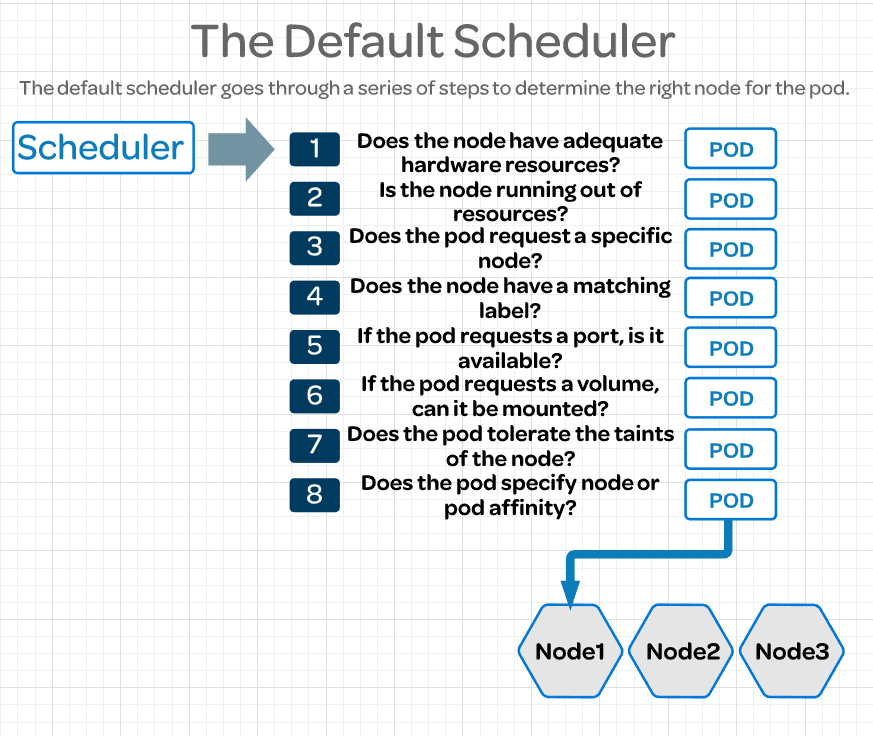 The Default Scheduler
The default scheduler goes through a series of steps to determine the right node for the pod.
Scheduler
1
Does the node have adequate
hardware resources?
POD
2
Is the node running out of
resources?
POD
3
Does the pod request a specific
node?
POD
4
Does the node have a matching
label?
POD
5
If the pod requests a port, is it
available?
POD
6
If the pod requests a volume,
can it be mounted?
POD
7
Does the pod tolerate the taints
of the node?
POD
8
Does the pod specify node or
pod affinity?
POD
Node1
Node2
Node3